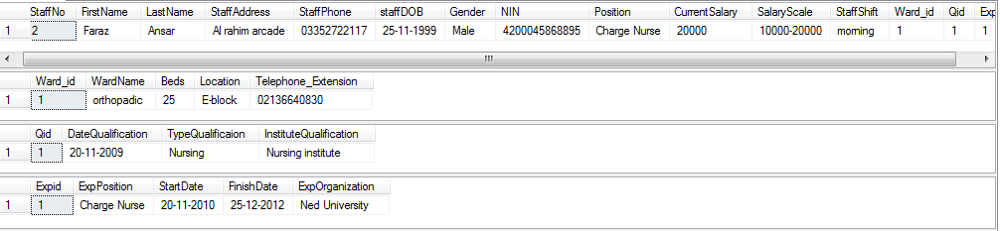 StaffNo FirstName LastName StaffAddress StaffPhone staffDOB Gender NIN Position CurrentSalary SalaryScale StaffShift Ward_id Qid Exp
1 2 Faraz Ansar Al rahim arcade 03352722117 25-11-1999 Male 4200045868895 Charge Nurse 20000 10000-20000 morning 1 1 1
Ward_id WardName Beds Location Telephone_Extension
1 1 orthopadic 25 E-block 02136640830
Qid DateQualification TypeQualificaion InstituteQualification
1 1 20-11-2009 Nursing Nursing institute
Expid ExpPosition StartDate FinishDate ExpOrganization
1 1 Charge Nurse 20-11-2010 25-12-2012 Ned University